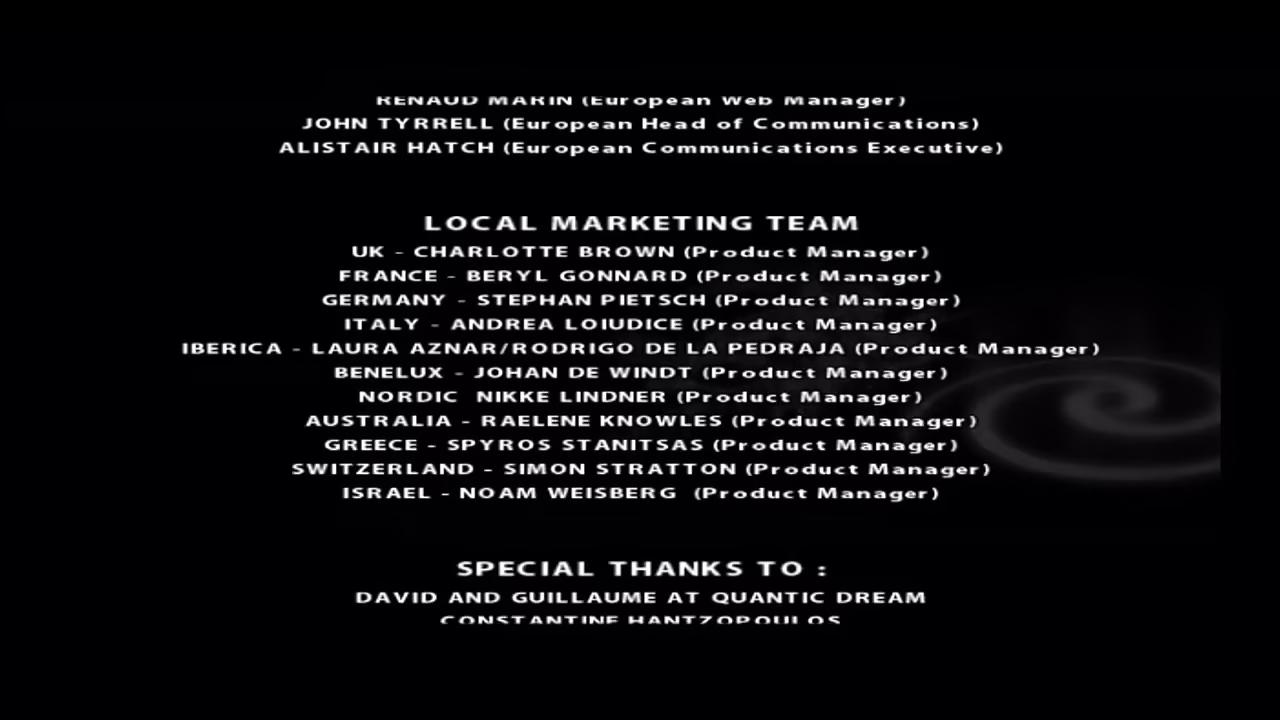 RENAUD MARIN (European Web Manager)
JOHN TYRRELL (European Head of Communications)
ALISTAIR HATCH (European Communications Executive)
LOCAL MARKETING TEAM
UK - CHARLOTTE BROWN (Product Manager)
FRANCE - BERYL GONNARD (Product Manager)
GERMANY - STEPHAN PIETSCH (Product Manager)
ITALY - ANDREA LOIUDICE (Product Manager)
IBERICA - LAURA AZNAR/RODRIGO DE LA PEDRAJA (Product Manager)
BENELUX - JOHAN DE WINDT (Product Manager)
NORDIC  NIKKE LINDNER (Product Manager)
AUSTRALIA - RAELENE KNOWLES (Product Manager)
GREECE - SPYROS STANITSAS (Product Manager)
SWITZERLAND - SIMON STRATTON (Product Manager)
ISRAEL - NOAM WEISBERG  (Product Manager)
SPECIAL THANKS TO :
DAVID AND GUILLAUME AT QUANTIC DREAM
CONSTANTINE HANTZOPOULOS